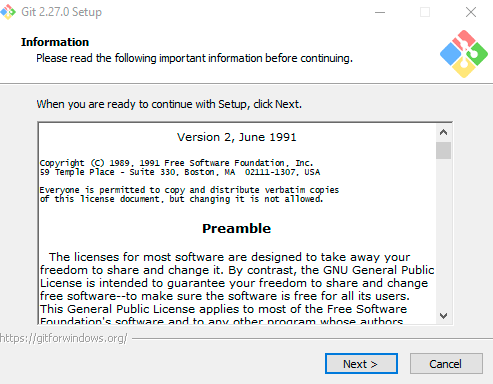 Git 2.27.0 Setup
Information
Please read the following important information before continuing.
When you are ready to continue with Setup, click Next.
Version 2, June 1991
Copyright (C) 1989, 1991 Free Software Foundation, Inc.
59 Temple Place - Suite 330, Boston, MA  02111-1307, USA
Everyone is permitted to copy and distribute verbatim copies
of this license document, but changing it is not allowed.
Preamble
The licenses for most software are designed to take away your
freedom to share and change it. By contrast, the GNU General Public
License is intended to guarantee your freedom to share and change
free software--to make sure the software is free for all its users.
This General Public License applies to most of the Free Software
Foundation's software and to any other program whose authors
https://gitforwindows.org/
Next >
Cancel